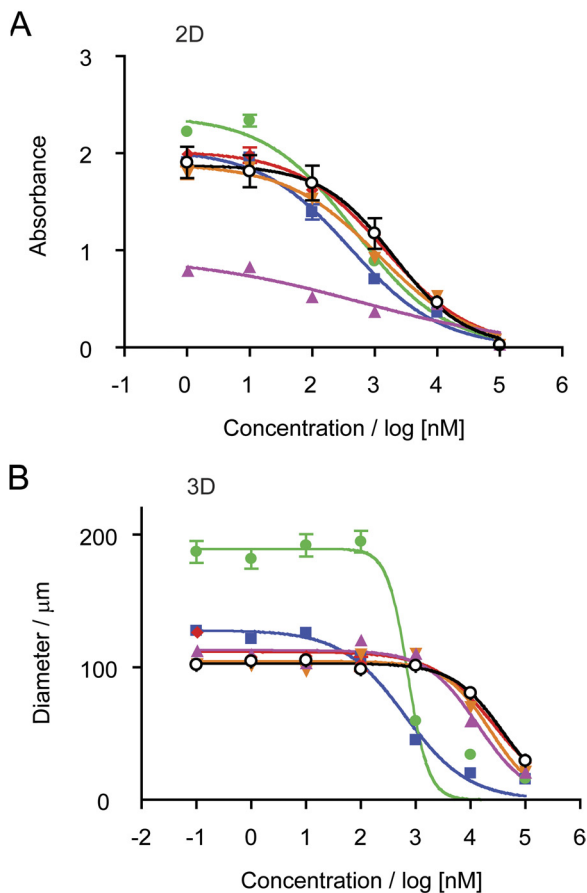 A
2D
3
2
1
0
Absorbance
-1 0 1 2 3 4 5 6
Concentration / log [nM]
B
3D
200
100
0
Diameter / μm
-2 -1 0 1 2 3 4 5 6
Concentration / log [nM]